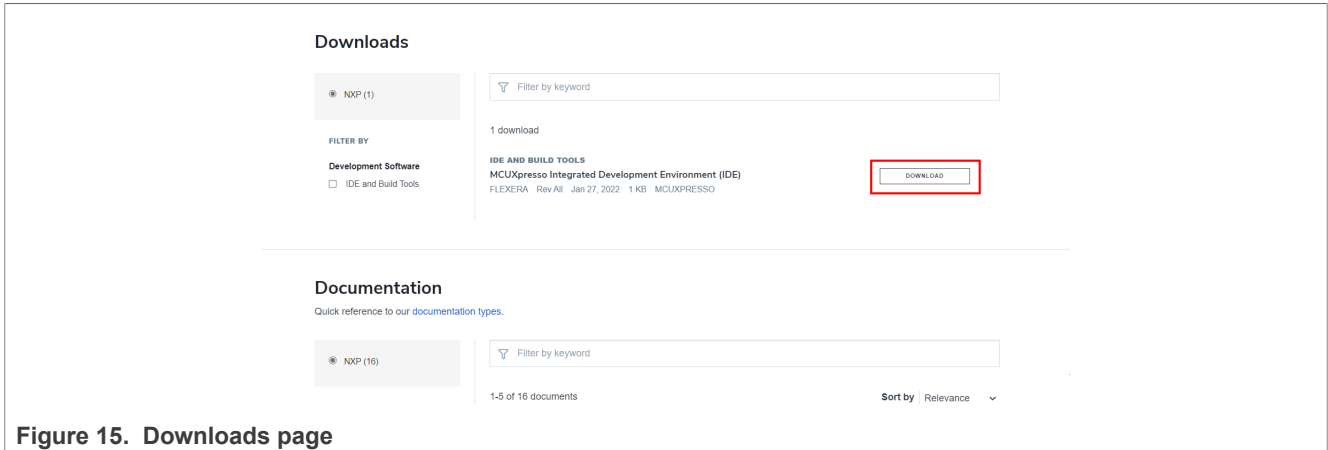 Downloads
NXP (1)
Filter by keyword
FILTER BY
Development Software
IDE and Build Tools
1 download
IDE AND BUILD TOOLS
MCUXpresso Integrated Development Environment (IDE)
FLEXERA Rev All Jan 27, 2022 1 KB MCUXPRESSO
DOWNLOAD
Documentation
Quick reference to our documentation types.
NXP (16)
Filter by keyword
1-5 of 16 documents
Sort by Relevance
Figure 15. Downloads page